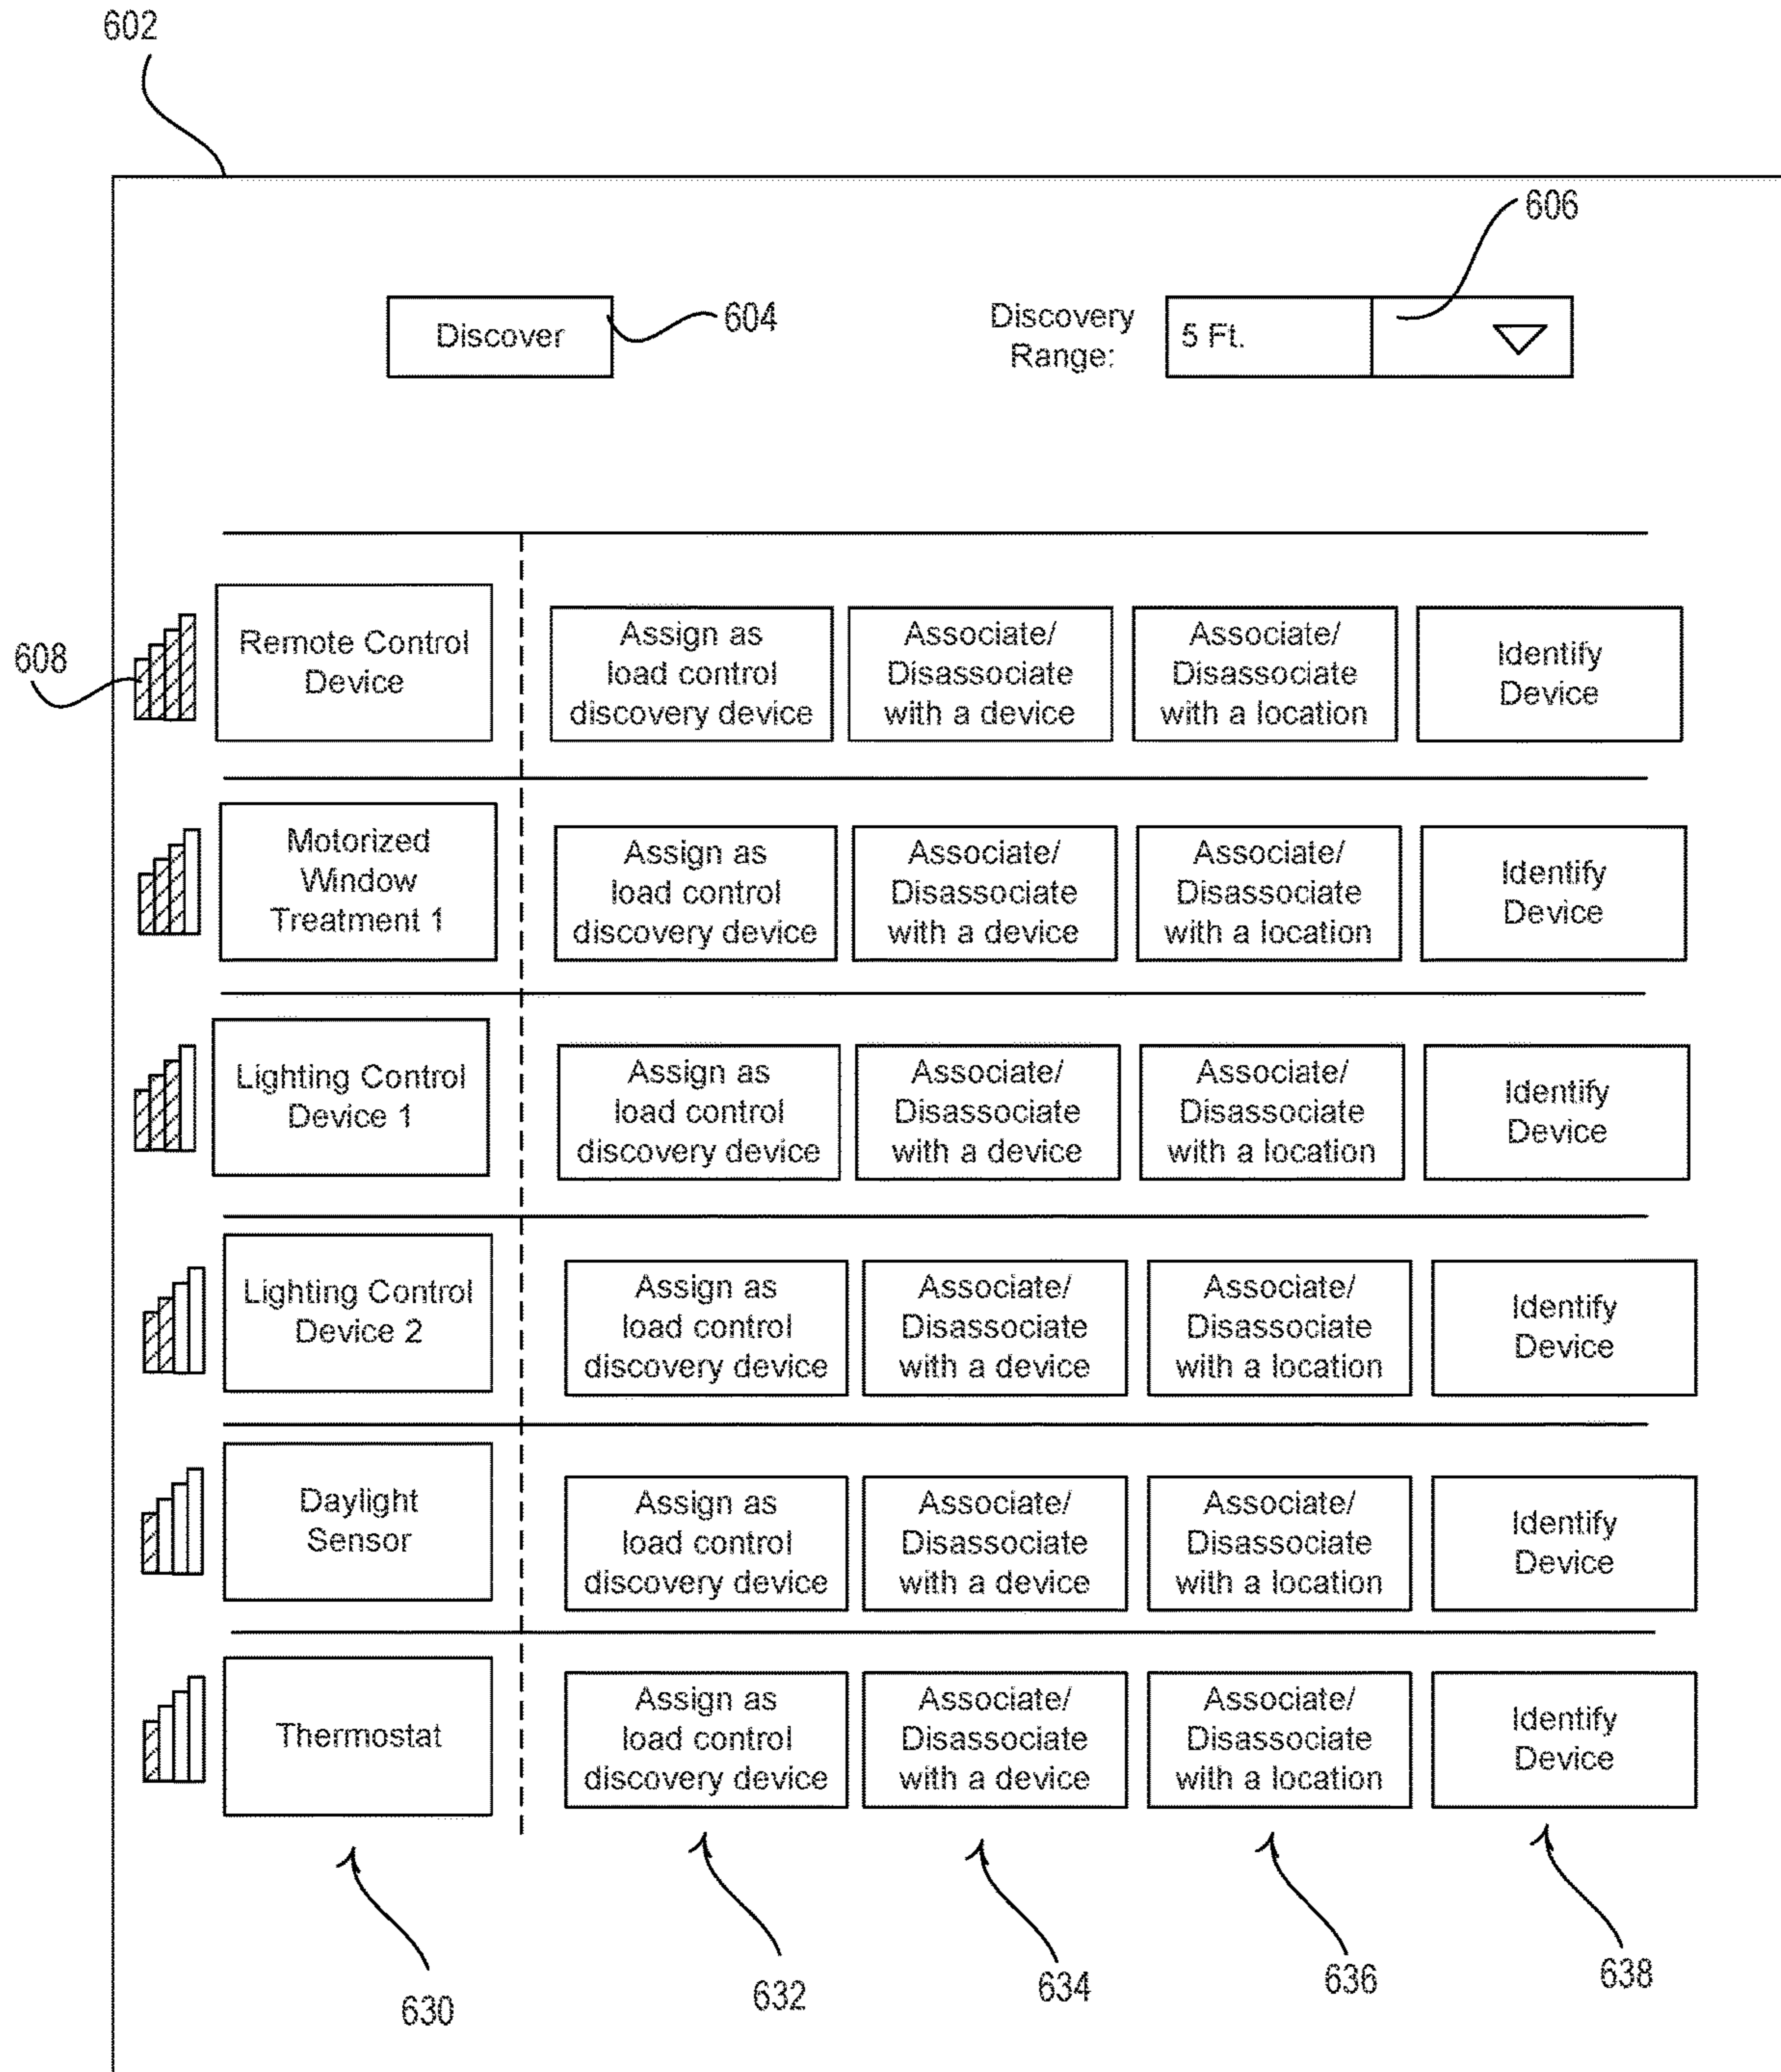 602
606
Discover
604
Discovery
Range:
5 Ft.
608
Remote Control
Device
Assign as
load control
discovery device
Associate/
Disassociate
with a device
Associate/
Disassociate
with a location
Identify
Device
Motorized
Window
Treatment 1
Assign as
load control
discovery device
Associate/
Disassociate
with a device
Associate/
Disassociate
with a location
Identify
Device
Lighting Control
Device 1
Assign as
load control
discovery device
Associate/
Disassociate
with a device
Associate/
Disassociate
with a location
Identify
Device
Lighting Control
Device 2
Assign as
load control
discovery device
Associate/
Disassociate
with a device
Associate/
Disassociate
with a location
Identify
Device
Daylight
Sensor
Assign as
load control
discovery device
Associate/
Disassociate
with a device
Associate/
Disassociate
with a location
Identify
Device
Thermostat
Assign as
load control
discovery device
Associate/
Disassociate
with a device
Associate/
Disassociate
with a location
Identify
Device
630
632
634
636
638